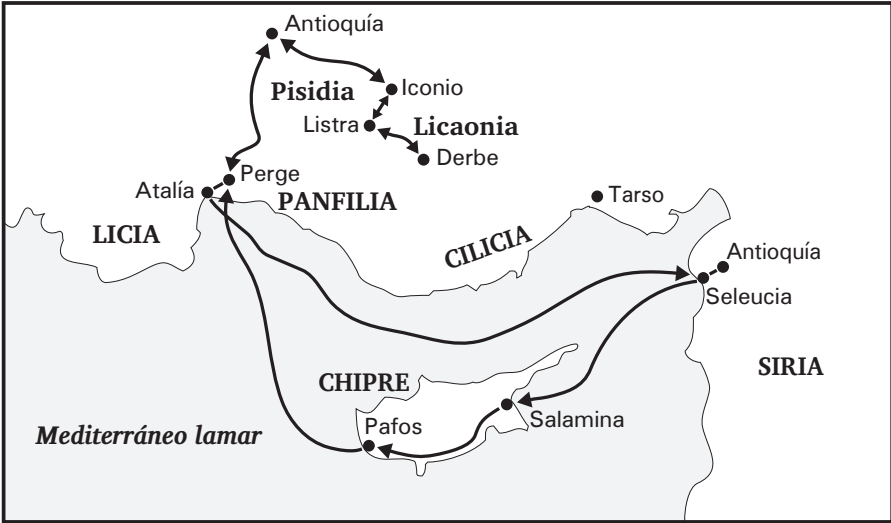 Antioquía
Pisidia
Iconio
Listra
Licaonia
Derbe
Perge
Atalía
PANFILIA
Tarso
LICIA
CILICIA
Antioquía
Seleucia
SIRIA
CHIPRE
Salamina
Pafos
Mediterráneo lamar